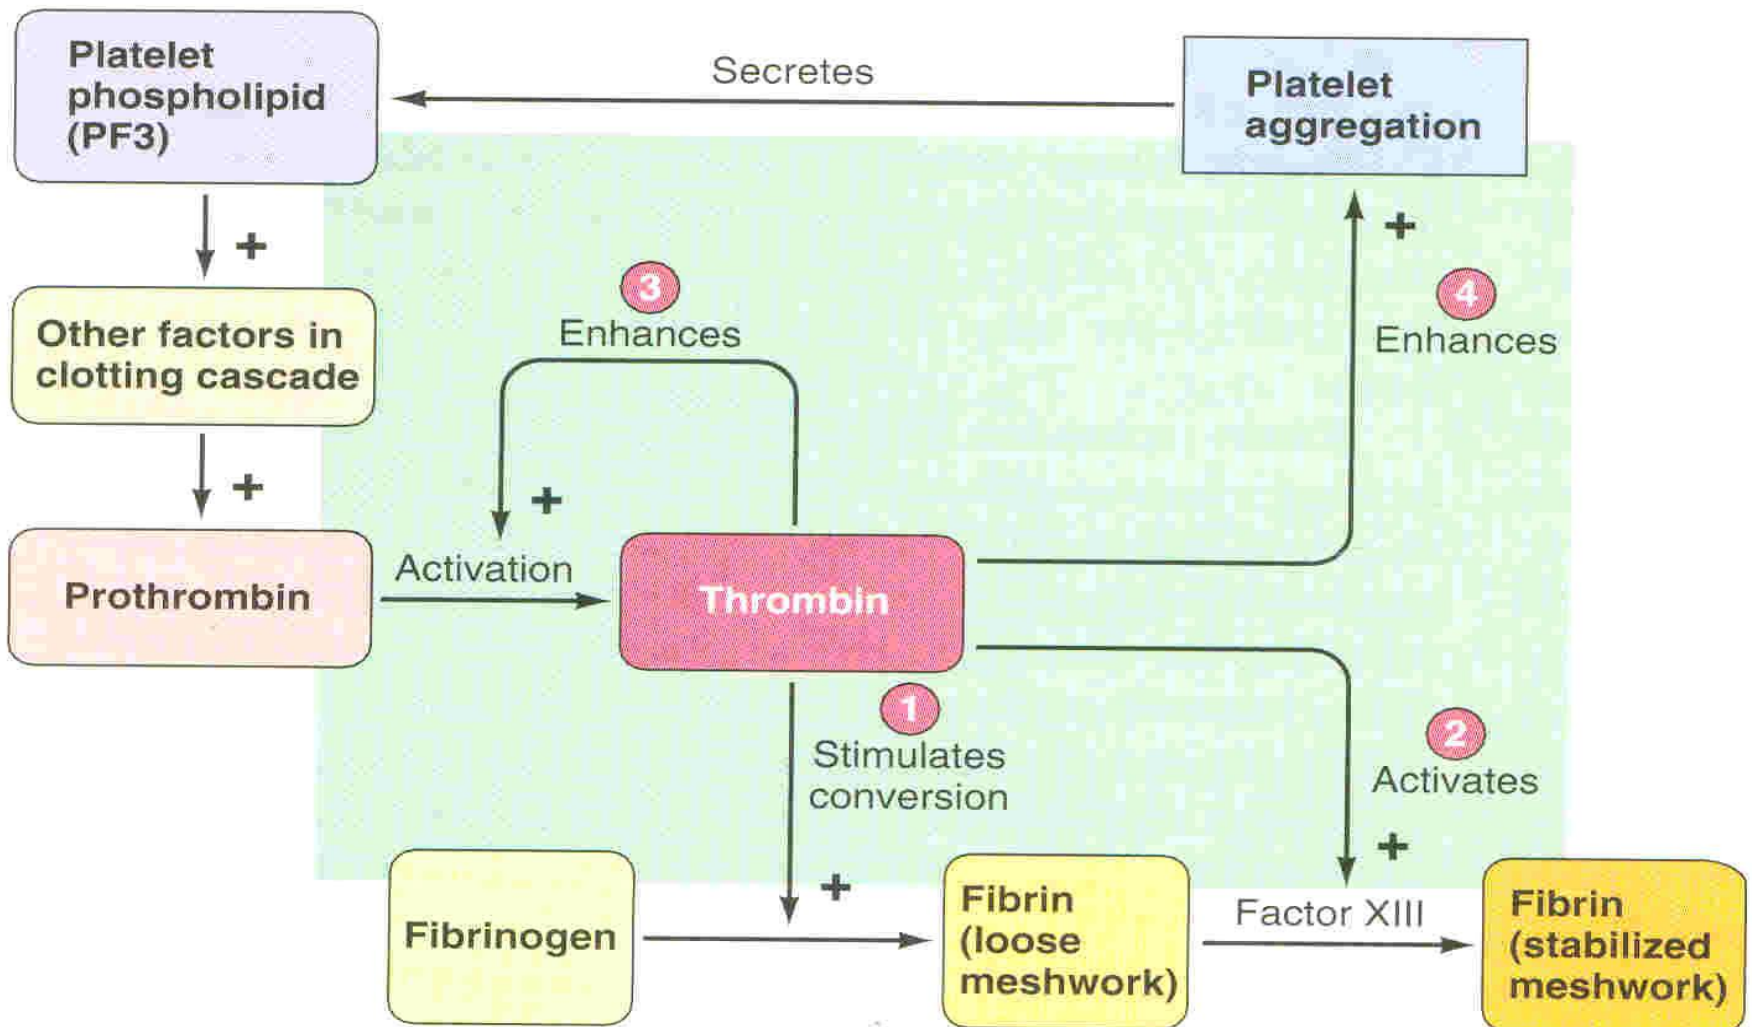 Platelet
phospholipid
(PF3)
Secretes
Platelet
aggregation
+
+
3
Enhances
4
Enhances
Other factors in
clotting cascade
+
+
Prothrombin
Activation
Thrombin
1
Stimulates
conversion
2
Activates
+
+
Fibrinogen
Fibrin
(loose
meshwork)
Factor XIII
Fibrin
(stabilized
meshwork)